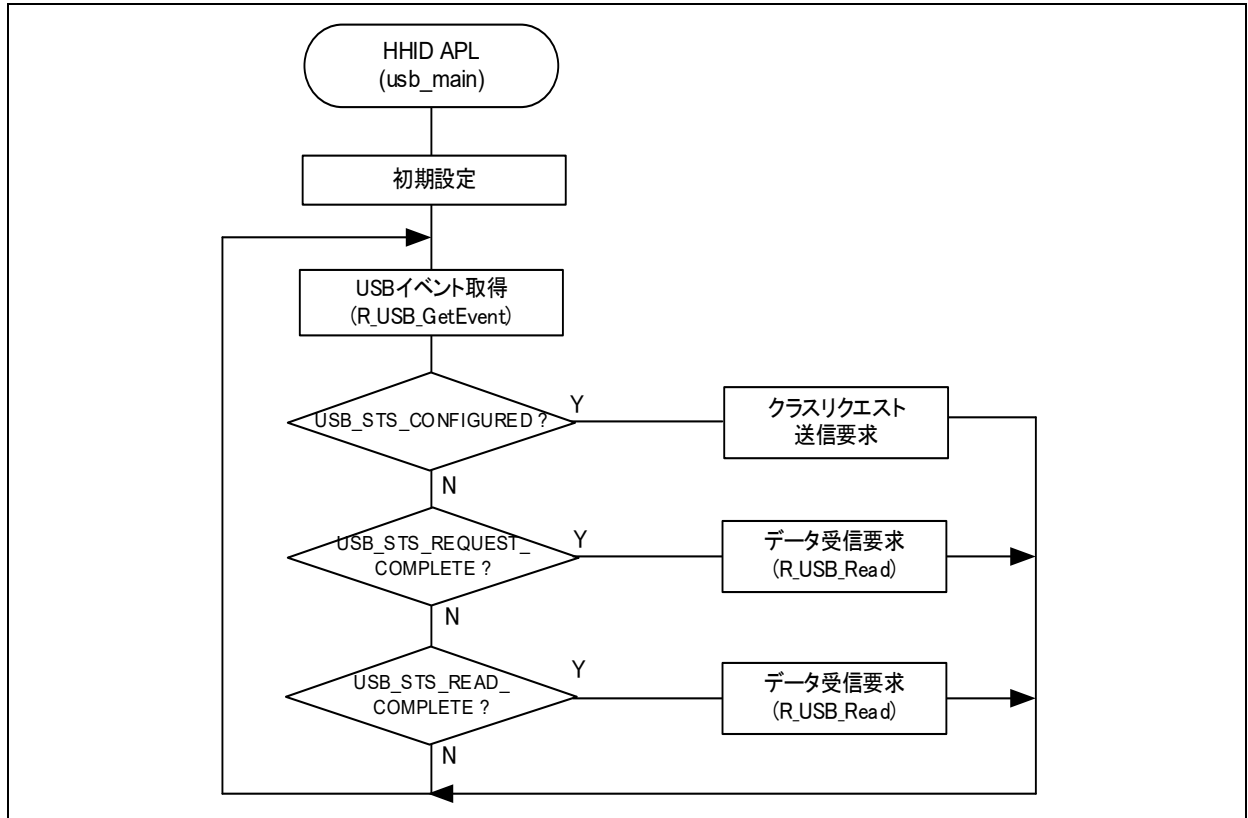 HHID APL
(usb_main)
初期設定
USBイベント取得
(R_USB_GetEvent)
USB_STS_CONFIGURED ?
Y
クラスリクエスト
送信要求
N
USB_STS_REQUEST_
COMPLETE ?
Y
データ受信要求
(R_USB_Read)
N
USB_STS_READ_
COMPLETE ?
Y
データ受信要求
(R_USB_Read)
N